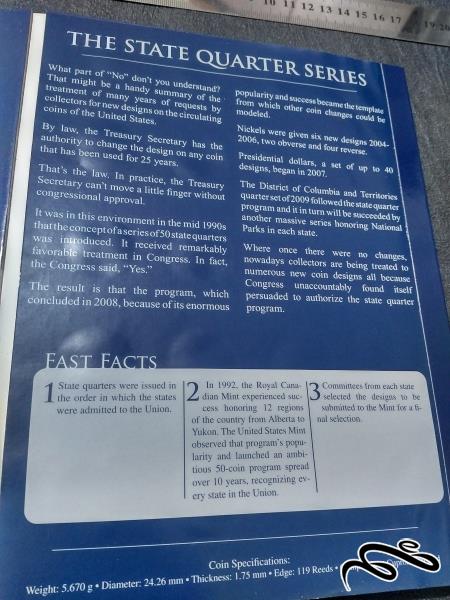 10 11 12 13 14 15 16 17 19 20
THE STATE QUARTER SERIES
What part of "No" don't you understand?
That might be a handy summary of the
treatment of many years of requests by
collectors for new designs on the circulating
coins of the United States.
By law, the Treasury Secretary has the
authority to change the design on any coin
that has been used for 25 years.
That's the law. In practice, the Treasury
Secretary can't move a little finger without
congressional approval.
It was in this environment in the mid 1990s
that the concept of a series of 50 state quarters
was introduced. It received remarkably
favorable treatment in Congress. In fact,
the Congress said, "Yes."
The result is that the program, which
concluded in 2008, because of its enormous
popularity and success became the template
from which other coin changes could be
modeled.
Nickels were given six new designs 2004-
2006, two obverse and four reverse.
Presidential dollars, a set of up to 40
designs, began in 2007.
The District of Columbia and Territories
quarter set of 2009 followed the state quarter
program and it in turn will be succeeded by
another massive series honoring National
Parks in each state.
Where once there were no changes,
nowadays collectors are being treated to
numerous new coin designs all because
Congress unaccountably found itself
persuaded to authorize the state quarter
program.
FAST FACTS
1 State quarters were issued in
the order in which the states
were admitted to the Union.
2 In 1992, the Royal Cana-
dian Mint experienced suc-
cess honoring 12 regions
of the country from Alberta to
Yukon. The United States Mint
observed that program's popu-
larity and launched an ambi-
tious 50-coin program spread
over 10 years, recognizing ev-
ery state in the Union.
3 Committees from each state
selected the designs to be
submitted to the Mint for a fi-
nal selection.
Coin Specifications:
Weight: 5.670 g • Diameter: 24.26 mm • Thickness: 1.75 mm • Edge: 119 Reeds •